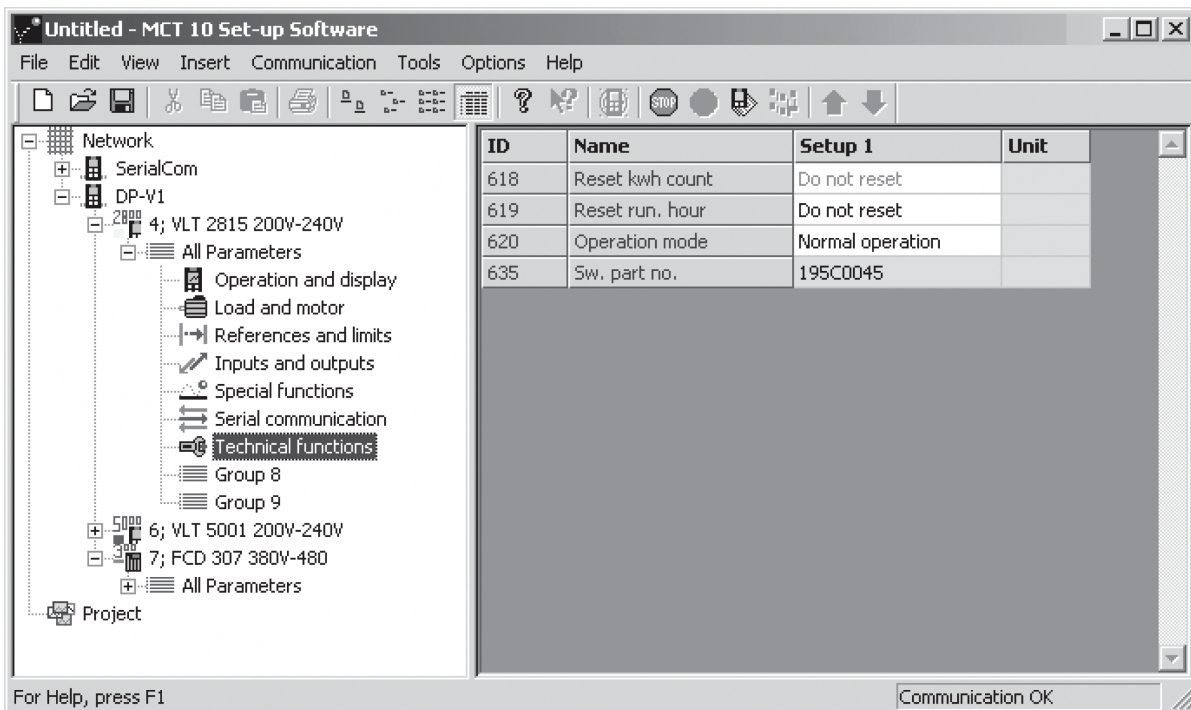 Untitled - MCT 10 Set-up Software
File Edit View Insert Communication Tools Options Help
STOP
Network
SerialCom
DP-V1
2800 4; VLT 2815 200V-240V
All Parameters
Operation and display
Load and motor
References and limits
Inputs and outputs
Special functions
Serial communication
Technical functions
Group 8
Group 9
5000 6; VLT 5001 200V-240V
300 7; FCD 307 380V-480
All Parameters
Project
ID Name Setup 1 Unit
618 Reset kwh count Do not reset
619 Reset run. hour Do not reset
620 Operation mode Normal operation
635 Sw. part no. 195C0045
For Help, press F1 Communication OK